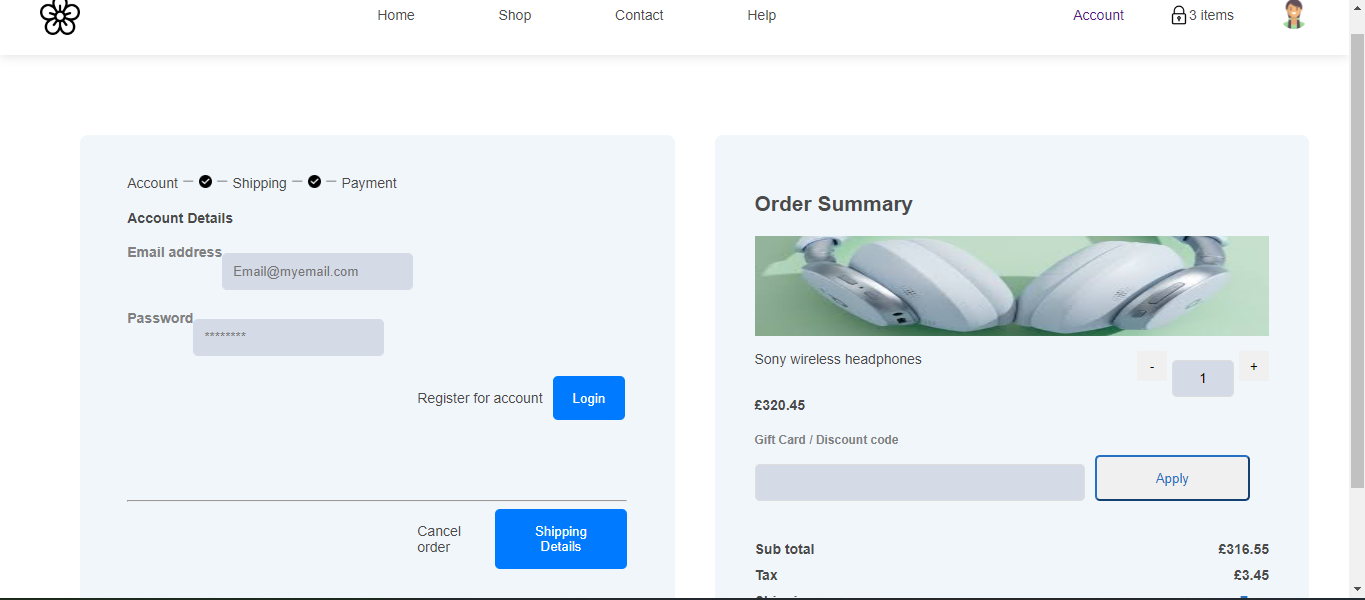 Home Shop Contact Help Account 3 items
Account Shipping Payment
Account Details
Email address
Email@myemail.com
Password
********
Register for account Login
Cancel
order
Shipping
Details
Order Summary
Sony wireless headphones - 1 +
£320.45
Gift Card / Discount code
Apply
Sub total £316.55
Tax £3.45